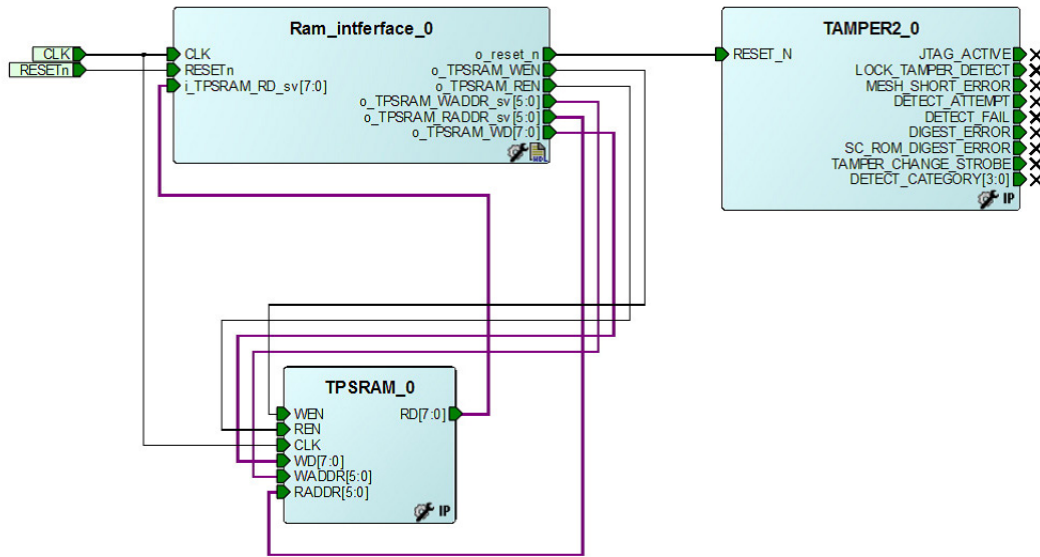 CLK
RESETn
Ram_intferface_0
CLK
RESETn
i_TPSRAM_RD_sv[7:0]
o_reset_n
o_TPSRAM_WEN
o_TPSRAM_REN
o_TPSRAM_WADDR_sv[5:0]
o_TPSRAM_RADDR_sv[5:0]
o_TPSRAM_WD[7:0]
HDL
TAMPER2_0
RESET_N
JTAG_ACTIVE
LOCK_TAMPER_DETECT
MESH_SHORT_ERROR
DETECT_ATTEMPT
DETECT_FAIL
DIGEST_ERROR
SC_ROM_DIGEST_ERROR
TAMPER_CHANGE_STROBE
DETECT_CATEGORY[3:0]
IP
TPSRAM_0
WEN
REN
CLK
WD[7:0]
WADDR[5:0]
RADDR[5:0]
RD[7:0]
IP